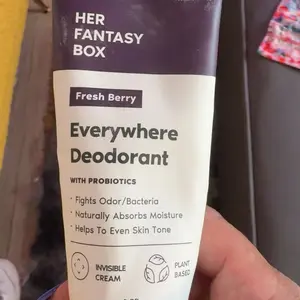 HER
FANTASY
BOX
Fresh Berry
Everywhere
Deodorant
WITH PROBIOTICS
· Fights Odor/Bacteria
· Naturally Absorbs Moisture
· Helps To Even Skin Tone
INVISIBLE
CREAM
PLANT
BASED